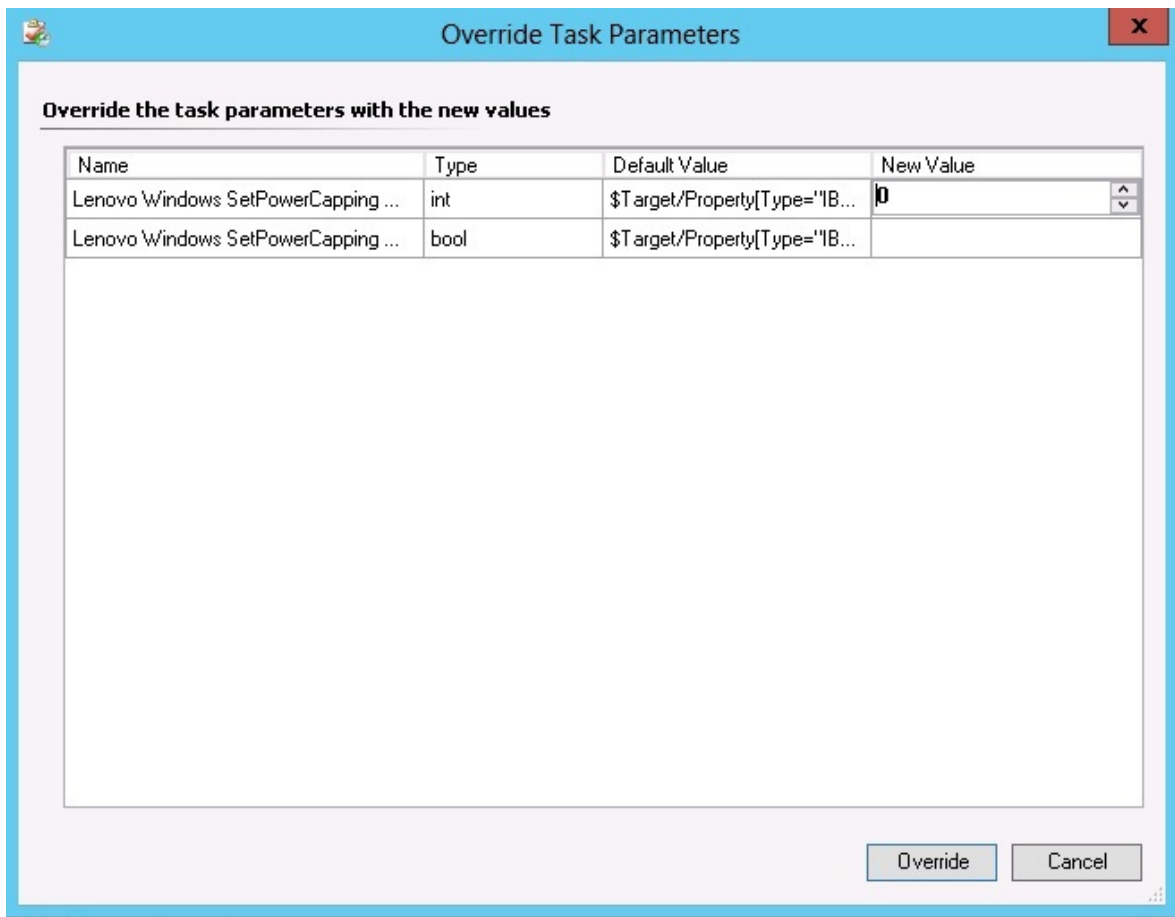 Override Task Parameters
x
Override the task parameters with the new values
Name Type Default Value New Value
Lenovo Windows SetPowerCapping ... int $Target/Property[Type="IB... 0
Lenovo Windows SetPowerCapping ... bool $Target/Property[Type="IB...
Override Cancel